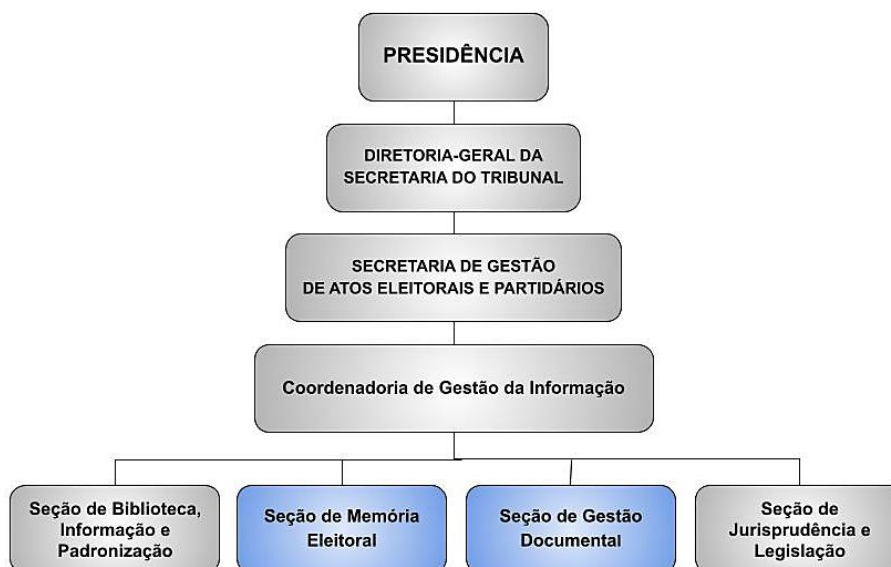 PRESIDÊNCIA
DIRETORIA-GERAL DA
SECRETARIA DO TRIBUNAL
SECRETARIA DE GESTÃO
DE ATOS ELEITORAIS E PARTIDÁRIOS
Coordenadoria de Gestão da Informação
Seção de Biblioteca,
Informação e
Padronização
Seção de Memória
Eleitoral
Seção de Gestão
Documental
Seção de
Jurisprudência e
Legislação